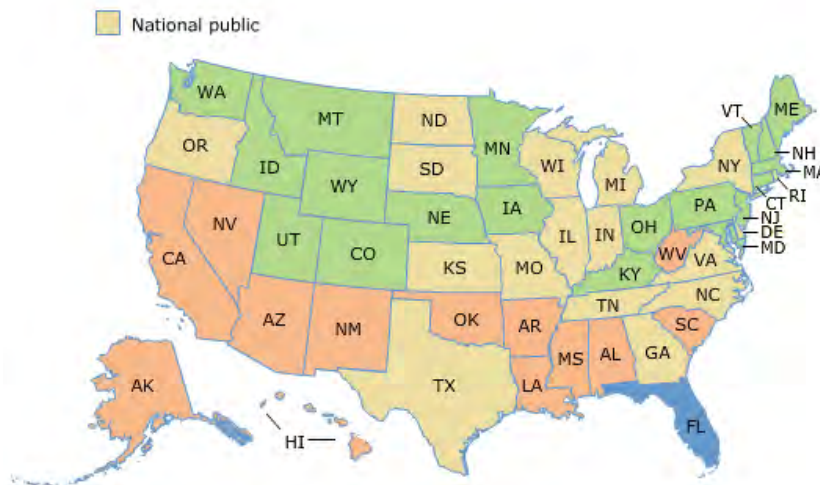 National public
WA
MT
ND
MN
VT
ME
OR
ID
SD
WI
MI
NY
NH
MA
WY
RI
CT
NV
NE
IA
PA
NJ
UT
OH
DE
CA
CO
IL
IN
WV
VA
MD
KS
MO
KY
NC
TN
AZ
NM
OK
AR
SC
MS
AL
GA
AK
TX
LA
FL
HI